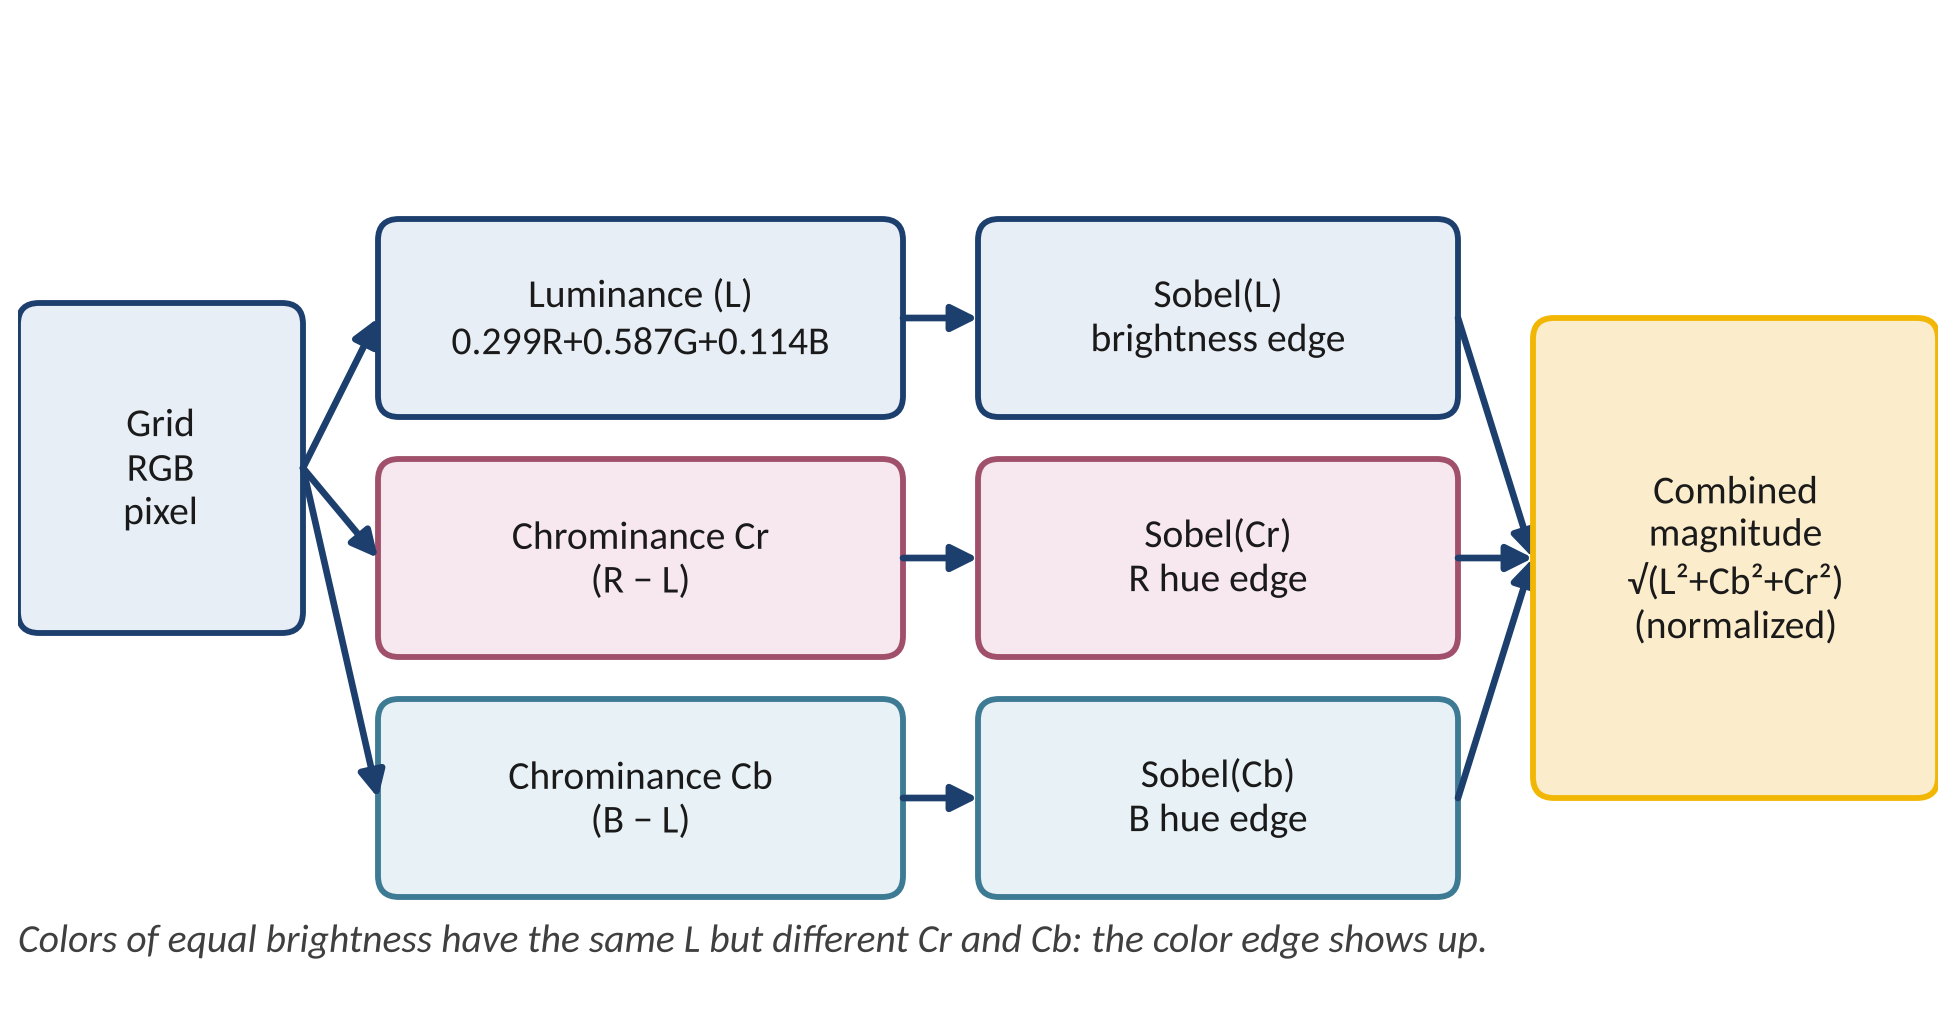 Grid
RGB
pixel
Luminance (L)
0.299R+0.587G+0.114B
Sobel(L)
brightness edge
Chrominance Cr
(R − L)
Sobel(Cr)
R hue edge
Chrominance Cb
(B − L)
Sobel(Cb)
B hue edge
Combined
magnitude
√(L²+Cb²+Cr²)
(normalized)
Colors of equal brightness have the same L but different Cr and Cb: the color edge shows up.